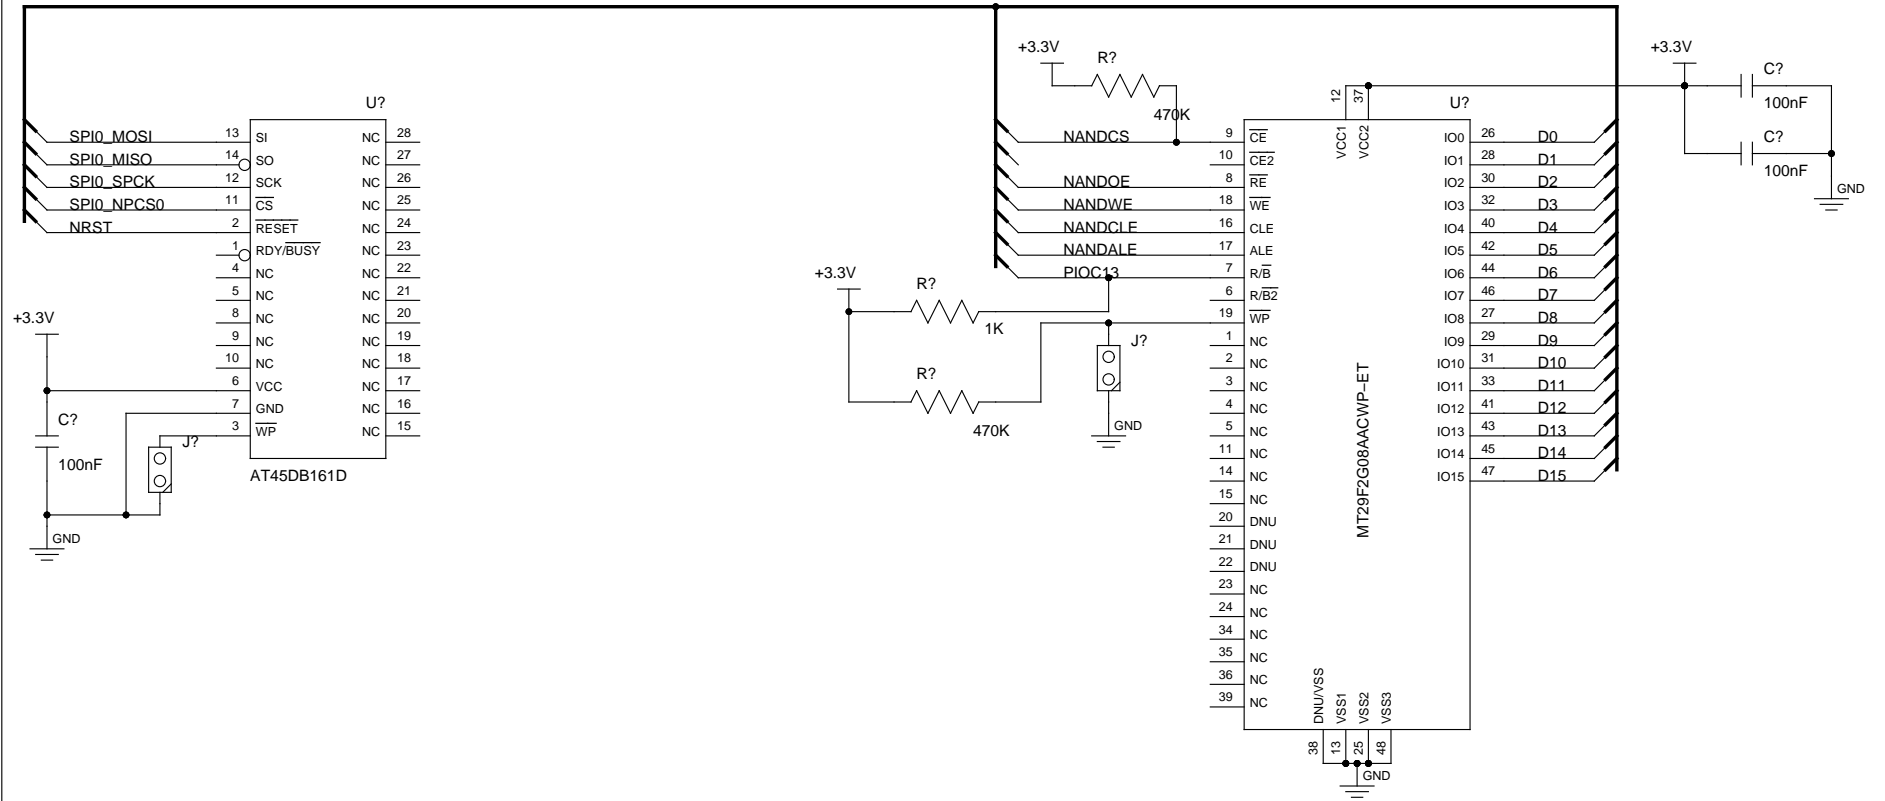 U?
SPI0_MOSI 13 SI NC 28
SPI0_MISO 14 SO NC 27
SPI0_SPCK 12 SCK NC 26
SPI0_NPCS0 11 CS NC 25
NRST 2 RESET NC 24
1 RDY/BUSY NC 23
4 NC NC 22
5 NC NC 21
8 NC NC 20
9 NC NC 19
10 NC NC 18
6 VCC NC 17
7 GND NC 16
3 WP NC 15
AT45DB161D
+3.3V
C?
100nF
J?
GND
+3.3V
R?
470K
+3.3V
R?
1K
R?
470K
J?
GND
U?
12 37
VCC1 VCC2
NANDCS 9 CE IO0 26 D0
10 CE2 IO1 28 D1
NANDOE 8 RE IO2 30 D2
NANDWE 18 WE IO3 32 D3
NANDCLE 16 CLE IO4 40 D4
NANDALE 17 ALE IO5 42 D5
PIOC13 7 R/B IO6 44 D6
6 R/B2 IO7 46 D7
19 WP IO8 27 D8
1 NC IO9 29 D9
2 NC IO10 31 D10
3 NC IO11 33 D11
4 NC IO12 41 D12
5 NC IO13 43 D13
11 NC IO14 45 D14
14 NC IO15 47 D15
15 NC
20 DNU
21 DNU
22 DNU
23 NC
24 NC
34 NC
35 NC
36 NC
39 NC
MT29F2G08AACWP-ET
DNU/VSS VSS1 VSS2 VSS3
38 13 25 48
GND
+3.3V
C?
100nF
C?
100nF
GND